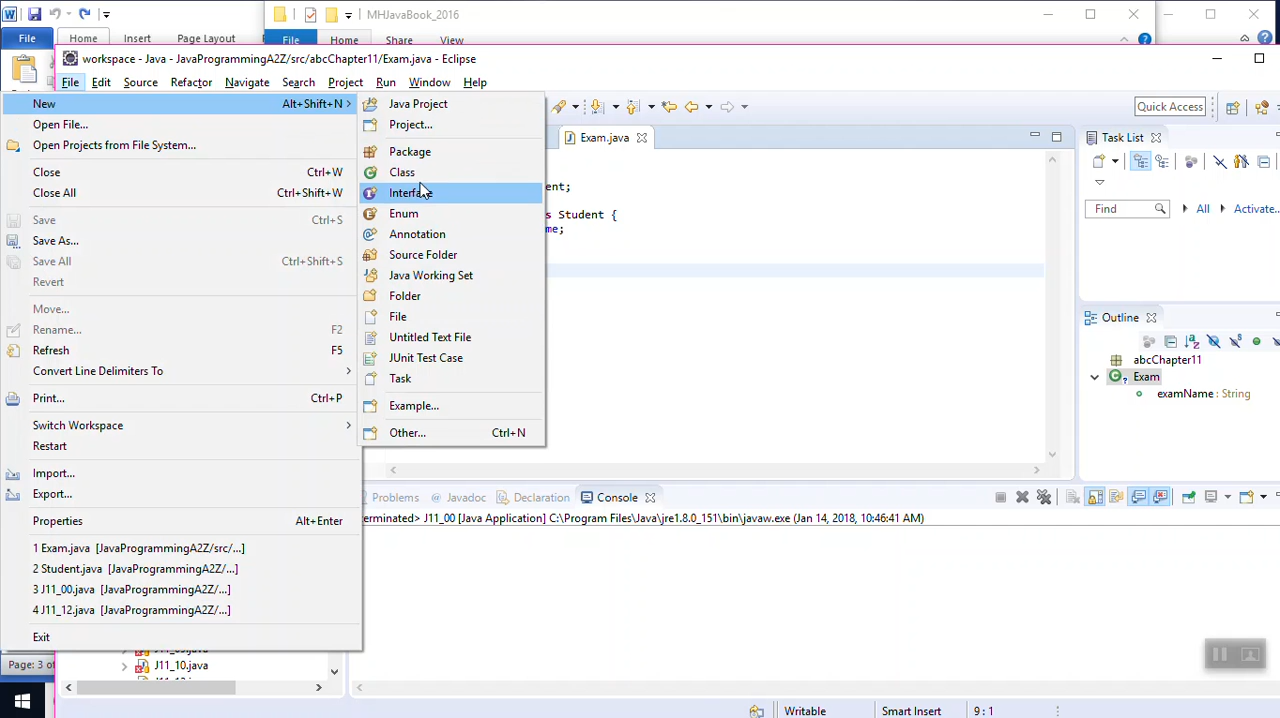 MHJavaBook_2016
File Home Insert Page Layout
File Home Share View
workspace - Java - JavaProgrammingA2Z/src/abcChapter11/Exam.java - Eclipse
File Edit Source Refactor Navigate Search Project Run Window Help
New Alt+Shift+N
Open File...
Open Projects from File System...
Close Ctrl+W
Close All Ctrl+Shift+W
Save Ctrl+S
Save As...
Save All Ctrl+Shift+S
Revert
Move...
Rename... F2
Refresh F5
Convert Line Delimiters To
Print... Ctrl+P
Switch Workspace
Restart
Import...
Export...
Properties Alt+Enter
1 Exam.java [JavaProgrammingA2Z/src/...]
2 Student.java [JavaProgrammingA2Z/...]
3 J11_00.java [JavaProgrammingA2Z/...]
4 J11_12.java [JavaProgrammingA2Z/...]
Exit
Java Project
Project...
Package
Class
Interface
Enum
Annotation
Source Folder
Java Working Set
Folder
File
Untitled Text File
JUnit Test Case
Task
Example...
Other... Ctrl+N
Quick Access
Exam.java
ent;
s Student {
me;
Task List
Find All Activate...
Outline
abcChapter11
Exam
examName : String
Problems Javadoc Declaration Console
erminated> J11_00 [Java Application] C:\Program Files\Java\jre1.8.0_151\bin\javaw.exe (Jan 14, 2018, 10:46:41 AM)
J11_10.java
Page: 3 of
Writable Smart Insert 9 : 1